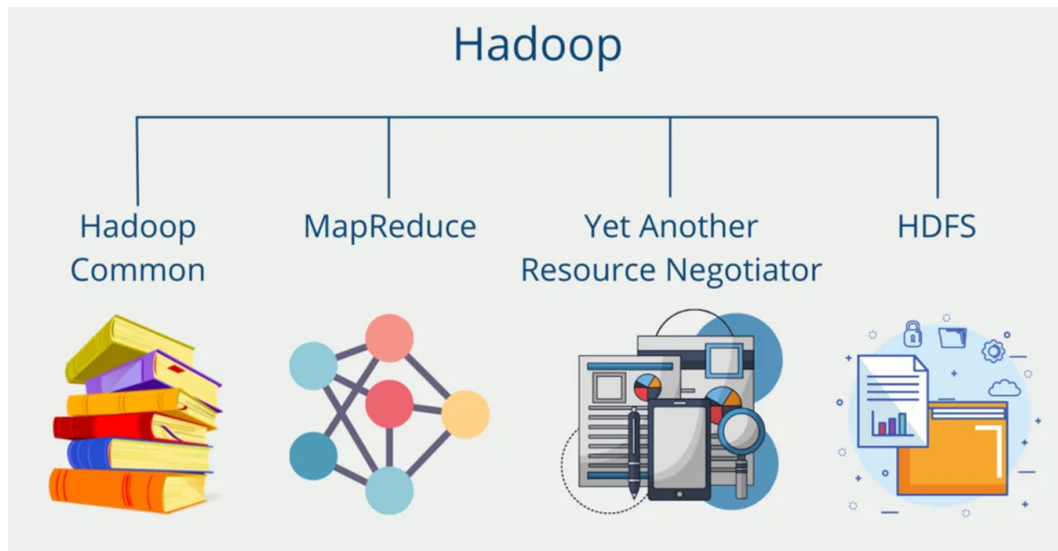 Hadoop
Hadoop
Common
MapReduce
Yet Another
Resource Negotiator
HDFS